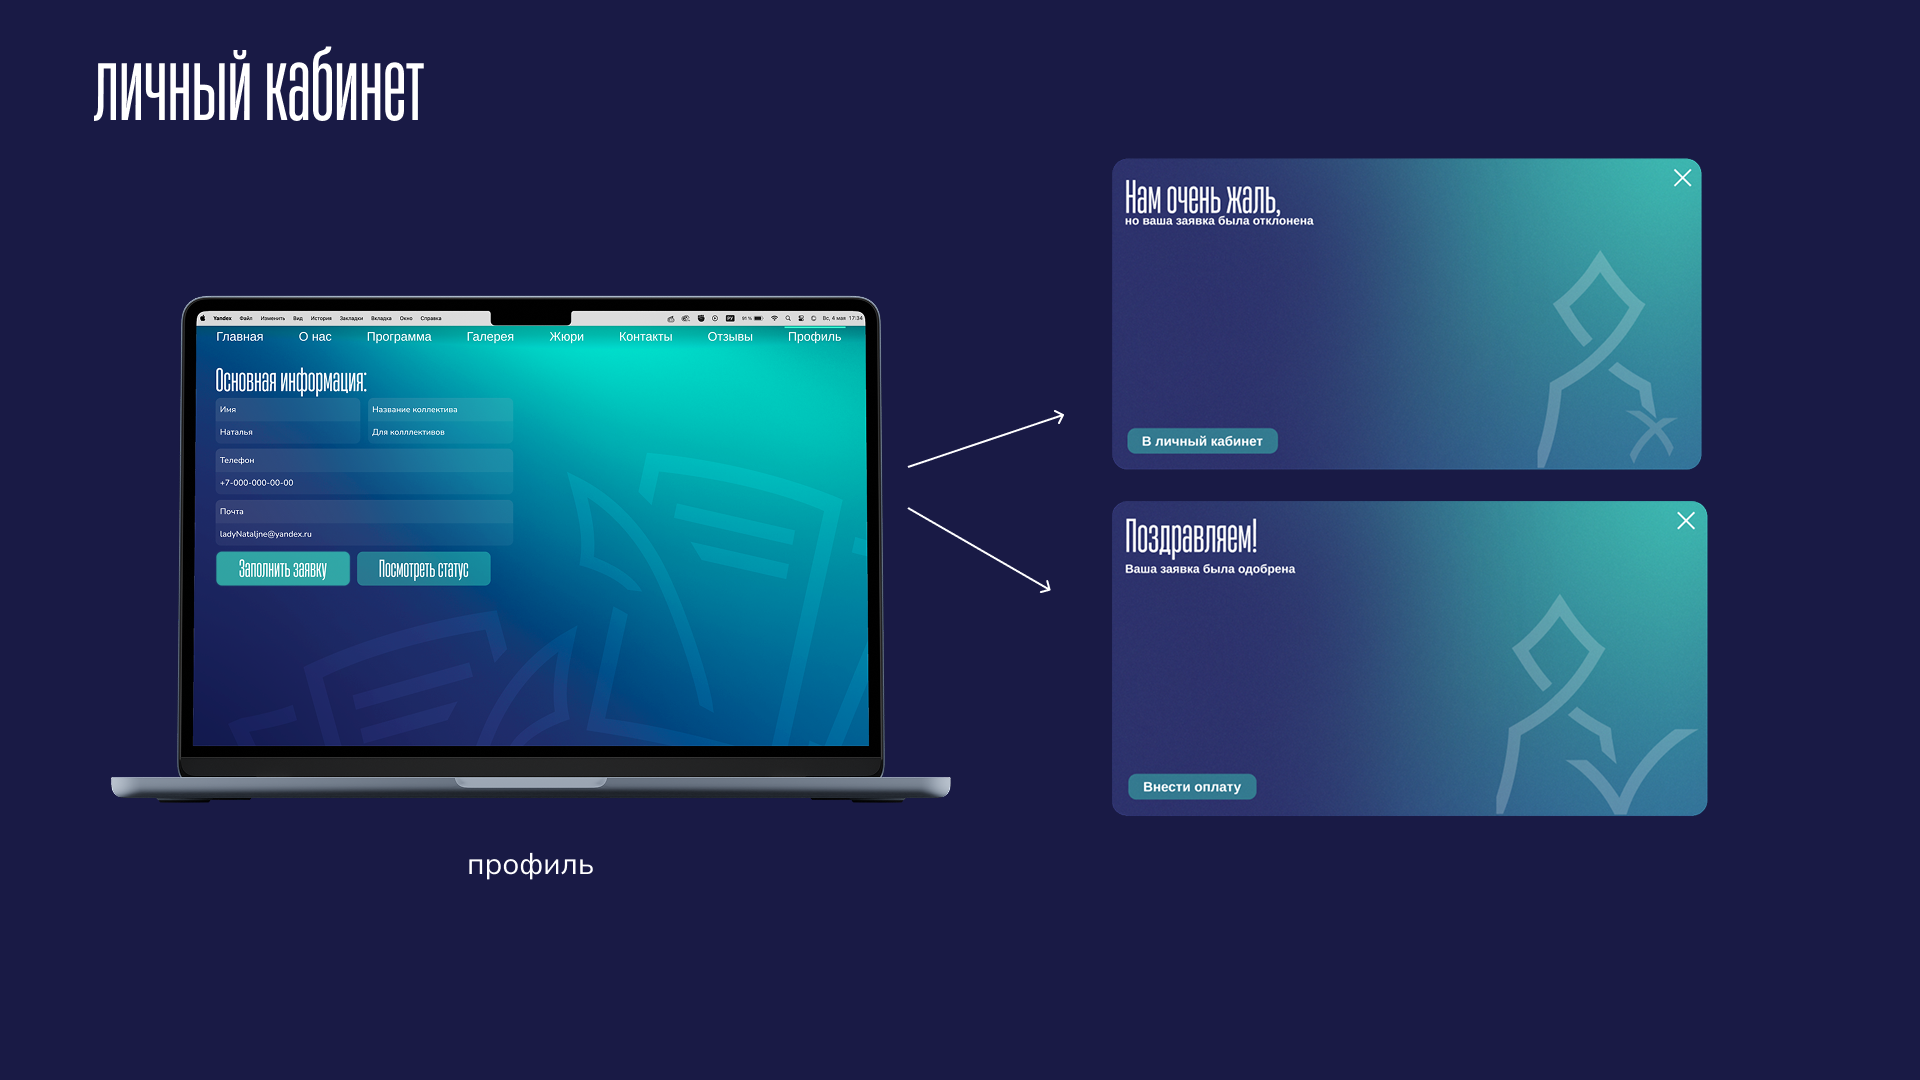 личный кабинет
Yandex Файл Изменить Вид История Закладки Вкладка Окно Справка
РУ 91 % Вс, 4 мая 17:34
Главная О нас Программа Галерея Жюри Контакты Отзывы Профиль
Основная информация:
Имя Название коллектива
Наталья Для колллективов
Телефон
+7-000-000-00-00
Почта
ladyNataljne@yandex.ru
Заполнить заявку Посмотреть статус
профиль
Нам очень жаль,
но ваша заявка была отклонена
В личный кабинет
Поздравляем!
Ваша заявка была одобрена
Внести оплату